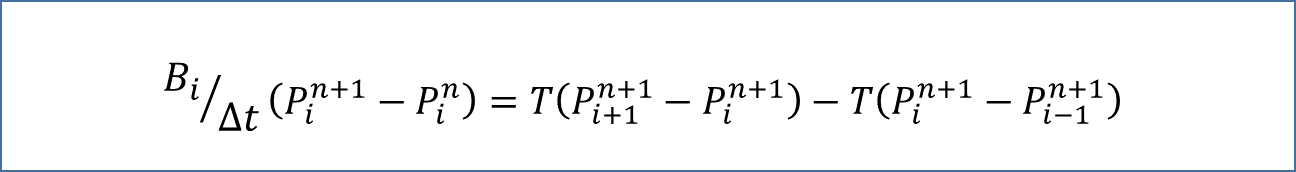 B_i/Δt (P_i^{n+1} − P_i^n) = T(P_{i+1}^{n+1} − P_i^{n+1}) − T(P_i^{n+1} − P_{i−1}^{n+1})